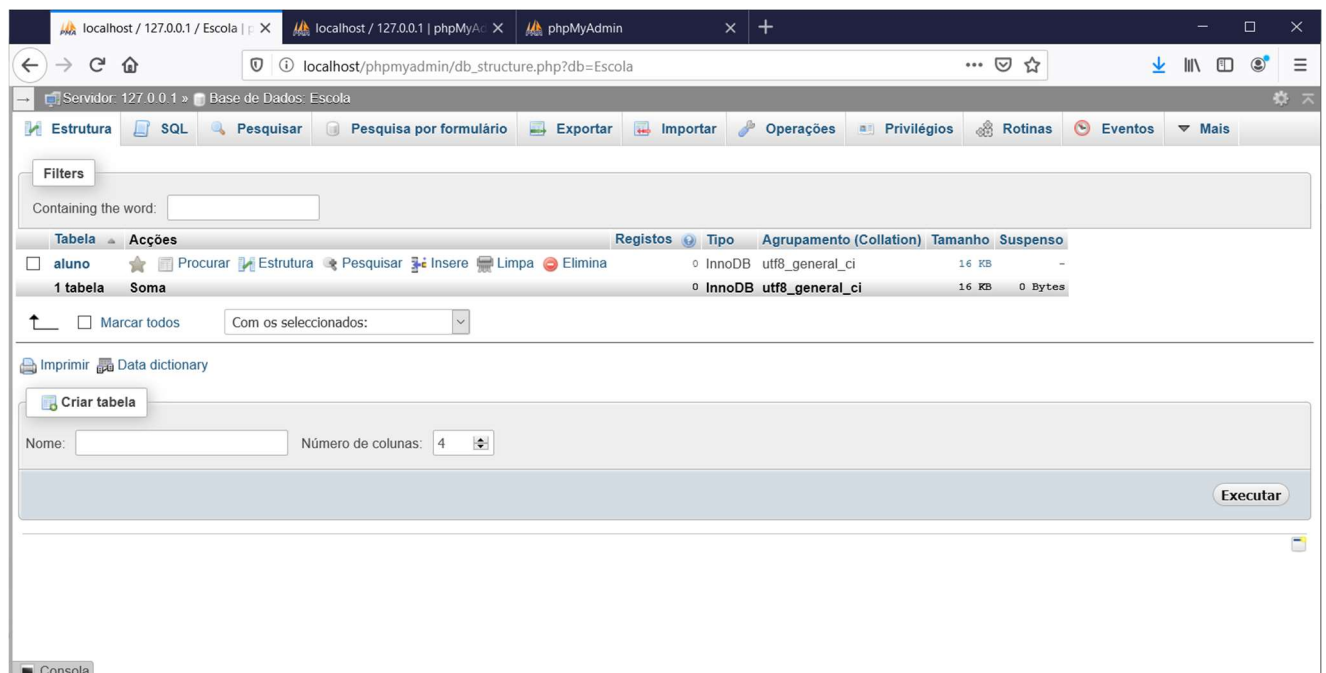 localhost / 127.0.0.1 / Escola | p localhost / 127.0.0.1 | phpMyAd phpMyAdmin
localhost/phpmyadmin/db_structure.php?db=Escola
Servidor: 127.0.0.1 » Base de Dados: Escola
Estrutura SQL Pesquisar Pesquisa por formulário Exportar Importar Operações Privilégios Rotinas Eventos Mais
Filters
Containing the word:
Tabela Acções Registos Tipo Agrupamento (Collation) Tamanho Suspenso
aluno Procurar Estrutura Pesquisar Insere Limpa Elimina 0 InnoDB utf8_general_ci 16 KB -
1 tabela Soma 0 InnoDB utf8_general_ci 16 KB 0 Bytes
Marcar todos Com os seleccionados:
Imprimir Data dictionary
Criar tabela
Nome: Número de colunas: 4
Executar
Consola